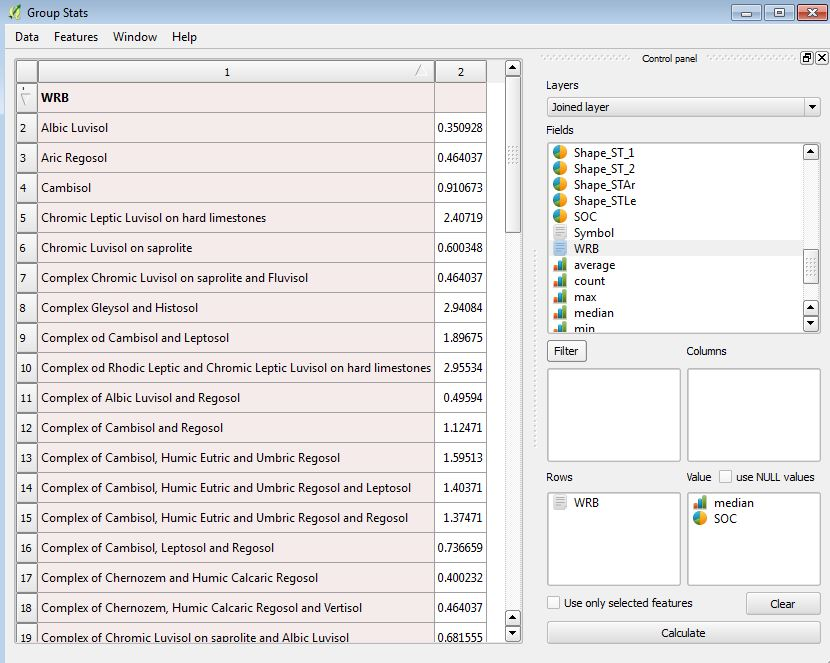 Group Stats
Data Features Window Help
1 2
WRB
2 Albic Luvisol 0.350928
3 Aric Regosol 0.464037
4 Cambisol 0.910673
5 Chromic Leptic Luvisol on hard limestones 2.40719
6 Chromic Luvisol on saprolite 0.600348
7 Complex Chromic Luvisol on saprolite and Fluvisol 0.464037
8 Complex Gleysol and Histosol 2.94084
9 Complex od Cambisol and Leptosol 1.89675
10 Complex od Rhodic Leptic and Chromic Leptic Luvisol on hard limestones 2.95534
11 Complex of Albic Luvisol and Regosol 0.49594
12 Complex of Cambisol and Regosol 1.12471
13 Complex of Cambisol, Humic Eutric and Umbric Regosol 1.59513
14 Complex of Cambisol, Humic Eutric and Umbric Regosol and Leptosol 1.40371
15 Complex of Cambisol, Humic Eutric and Umbric Regosol and Regosol 1.37471
16 Complex of Cambisol, Leptosol and Regosol 0.736659
17 Complex of Chernozem and Humic Calcaric Regosol 0.400232
18 Complex of Chernozem, Humic Calcaric Regosol and Vertisol 0.464037
19 Complex of Chromic Luvisol on saprolite and Albic Luvisol 0.681555
Control panel
Layers
Joined layer
Fields
Shape_ST_1
Shape_ST_2
Shape_STAr
Shape_STLe
SOC
Symbol
WRB
average
count
max
median
min
Filter Columns
Rows Value use NULL values
WRB median
SOC
Use only selected features Clear
Calculate